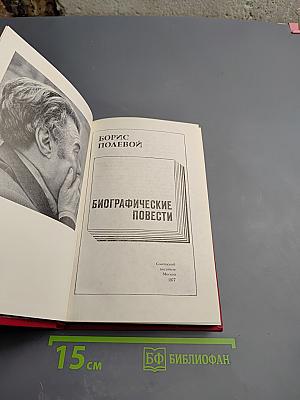 БОРИС
ПОЛЕВОЙ
БИОГРАФИЧЕСКИЕ
ПОВЕСТИ
Советский
писатель
Москва
1977
15 см
БФ БИБЛИОФАН